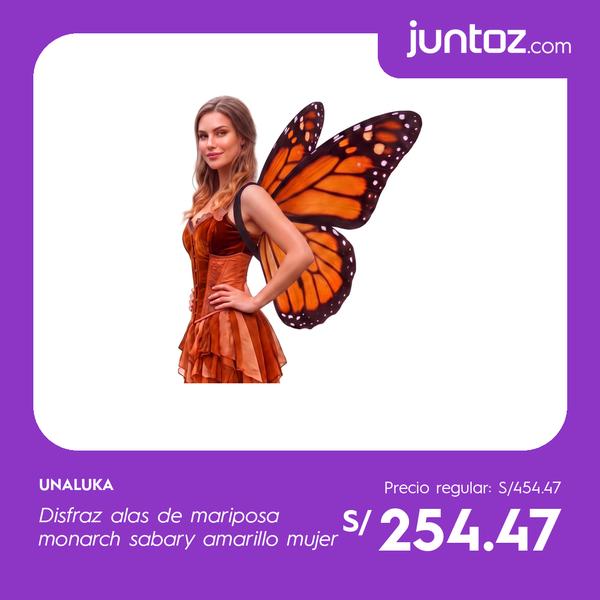 juntoz.com
UNALUKA
Disfraz alas de mariposa
monarch sabary amarillo mujer
Precio regular: S/454.47
S/ 254.47